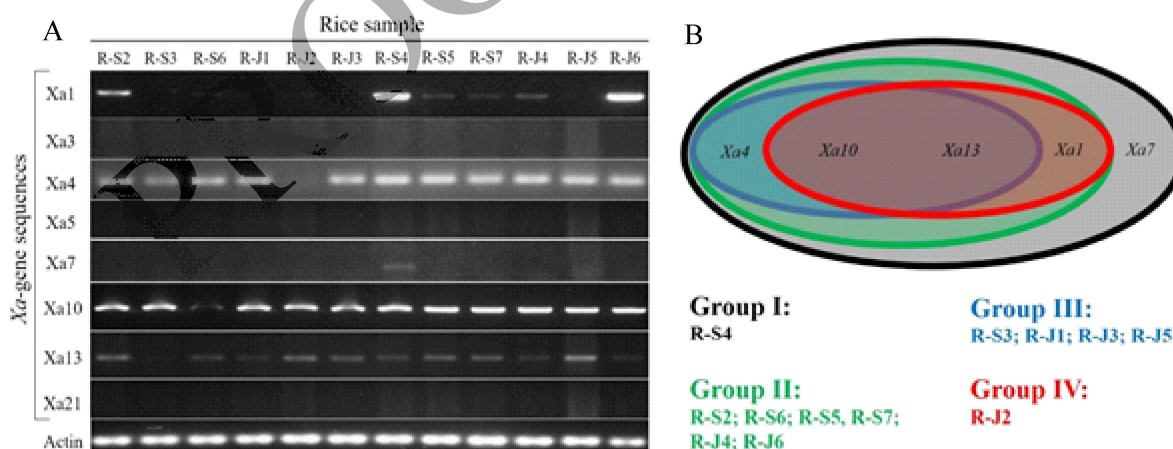 A
Rice sample
R-S2 R-S3 R-S6 R-J1 R-J2 R-J3 R-S4 R-S5 R-S7 R-J4 R-J5 R-J6
Xa-gene sequences
Xa1
Xa3
Xa4
Xa5
Xa7
Xa10
Xa13
Xa21
Actin
B
Xa4 Xa10 Xa13 Xa1 Xa7
Group I:
R-S4
Group III:
R-S3; R-J1; R-J3; R-J5
Group II:
R-S2; R-S6; R-S5, R-S7;
R-J4; R-J6
Group IV:
R-J2